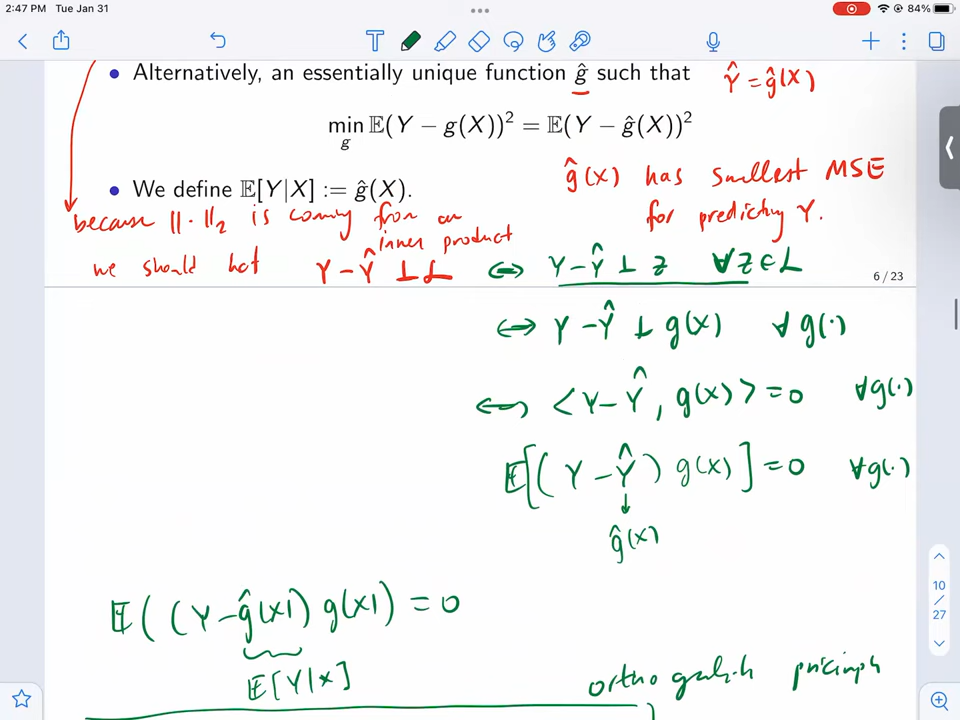 2:47 PM Tue Jan 31
84%
• Alternatively, an essentially unique function ĝ such that
Ŷ = ĝ(X)
min_g 𝔼(Y − g(X))² = 𝔼(Y − ĝ(X))²
• We define 𝔼[Y|X] := ĝ(X).
ĝ(X) has smallest MSE
for predicting Y.
because ‖·‖₂ is coming from an
inner product
we should hat Y − Ŷ ⊥ L ⟺ Y − Ŷ ⊥ Z ∀Z ∈ L
6 / 23
⟺ Y − Ŷ ⊥ g(X) ∀ g(·)
⟺ < Y − Ŷ, g(X) > = 0 ∀g(·)
𝔼[(Y − Ŷ) g(X)] = 0 ∀g(·)
↓
ĝ(X)
𝔼((Y − ĝ(X)) g(X)) = 0
𝔼[Y|X]
10
/
27